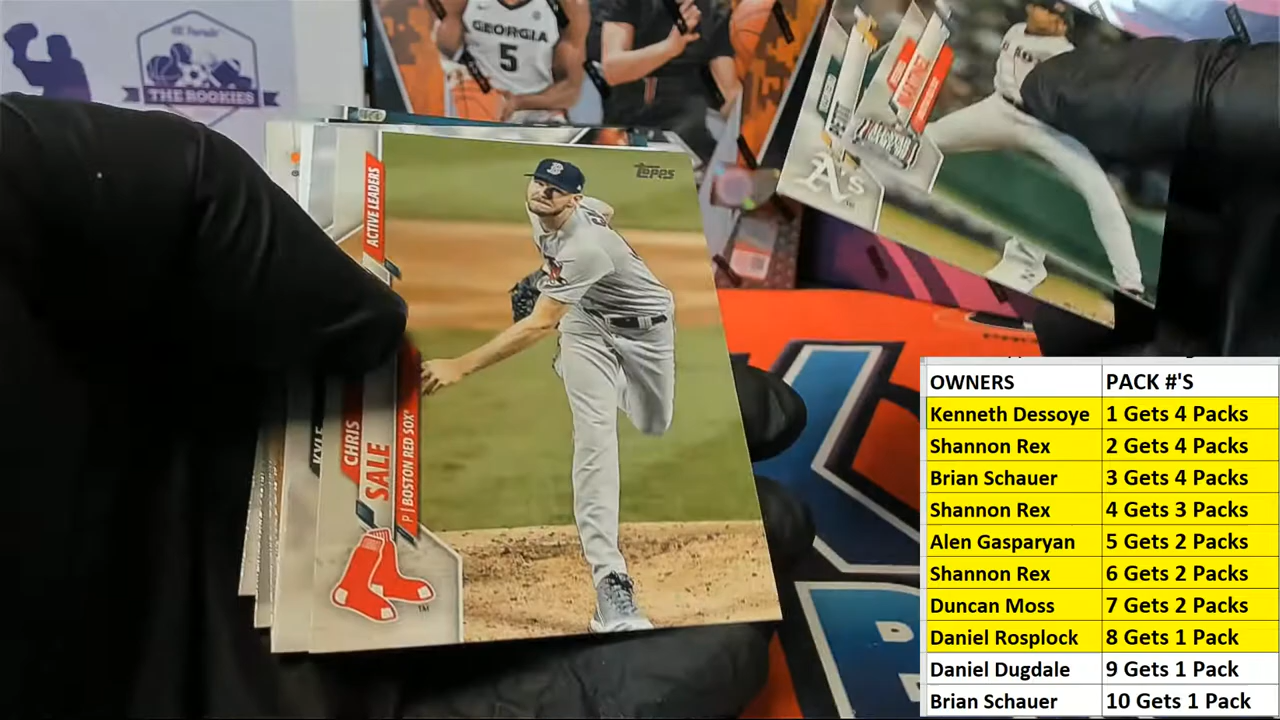 THE ROOKIES
GEORGIA
5
A's
Topps
ACTIVE LEADERS
B
KYLE
CHRIS
SALE
P | BOSTON RED SOX
TM
OWNERS PACK #'S
Kenneth Dessoye 1 Gets 4 Packs
Shannon Rex 2 Gets 4 Packs
Brian Schauer 3 Gets 4 Packs
Shannon Rex 4 Gets 3 Packs
Alen Gasparyan 5 Gets 2 Packs
Shannon Rex 6 Gets 2 Packs
Duncan Moss 7 Gets 2 Packs
Daniel Rosplock 8 Gets 1 Pack
Daniel Dugdale 9 Gets 1 Pack
Brian Schauer 10 Gets 1 Pack